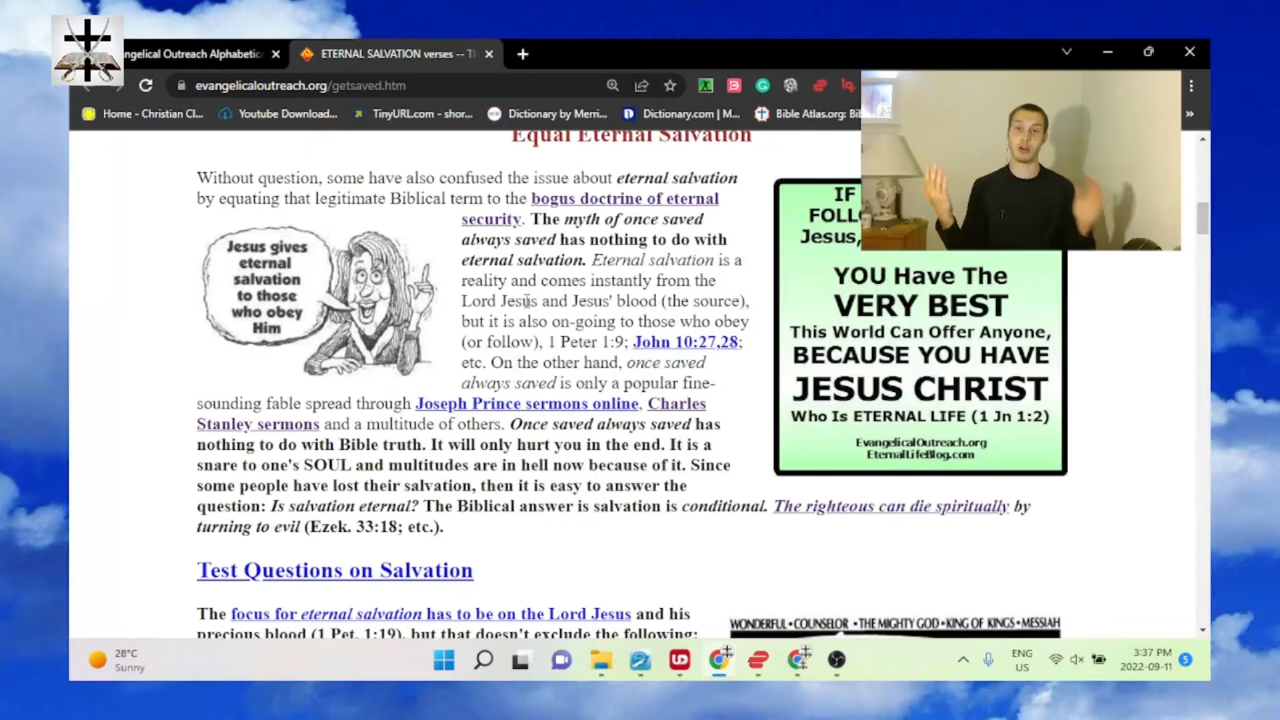 ngelical Outreach Alphabetic
ETERNAL SALVATION verses -- T
evangelicaloutreach.org/getsaved.htm
Home - Christian Cl...
Youtube Download...
TinyURL.com - shor...
Dictionary by Merri...
Dictionary.com | M...
Bible Atlas.org: Bi
»
Equal Eternal Salvation
Without question, some have also confused the issue about eternal salvation
by equating that legitimate Biblical term to the bogus doctrine of eternal
security. The myth of once saved
always saved has nothing to do with
eternal salvation. Eternal salvation is a
reality and comes instantly from the
Lord Jesus and Jesus' blood (the source),
but it is also on-going to those who obey
(or follow), 1 Peter 1:9; John 10:27,28;
etc. On the other hand, once saved
always saved is only a popular fine-
sounding fable spread through Joseph Prince sermons online, Charles
Stanley sermons and a multitude of others. Once saved always saved has
nothing to do with Bible truth. It will only hurt you in the end. It is a
snare to one's SOUL and multitudes are in hell now because of it. Since
some people have lost their salvation, then it is easy to answer the
question: Is salvation eternal? The Biblical answer is salvation is conditional. The righteous can die spiritually by
turning to evil (Ezek. 33:18; etc.).
Jesus gives
eternal
salvation
to those
who obey
Him
IF
FOLL
Jesus,
YOU Have The
VERY BEST
This World Can Offer Anyone,
BECAUSE YOU HAVE
JESUS CHRIST
Who Is ETERNAL LIFE (1 Jn 1:2)
EvangelicalOutreach.org
EternalLifeBlog.com
Test Questions on Salvation
The focus for eternal salvation has to be on the Lord Jesus and his
precious blood (1 Pet. 1:19), but that doesn't exclude the following:
WONDERFUL • COUNSELOR • THE MIGHTY GOD • KING OF KINGS • MESSIAH
28°C
Sunny
UD
ENG
US
3:37 PM
2022-09-11
5